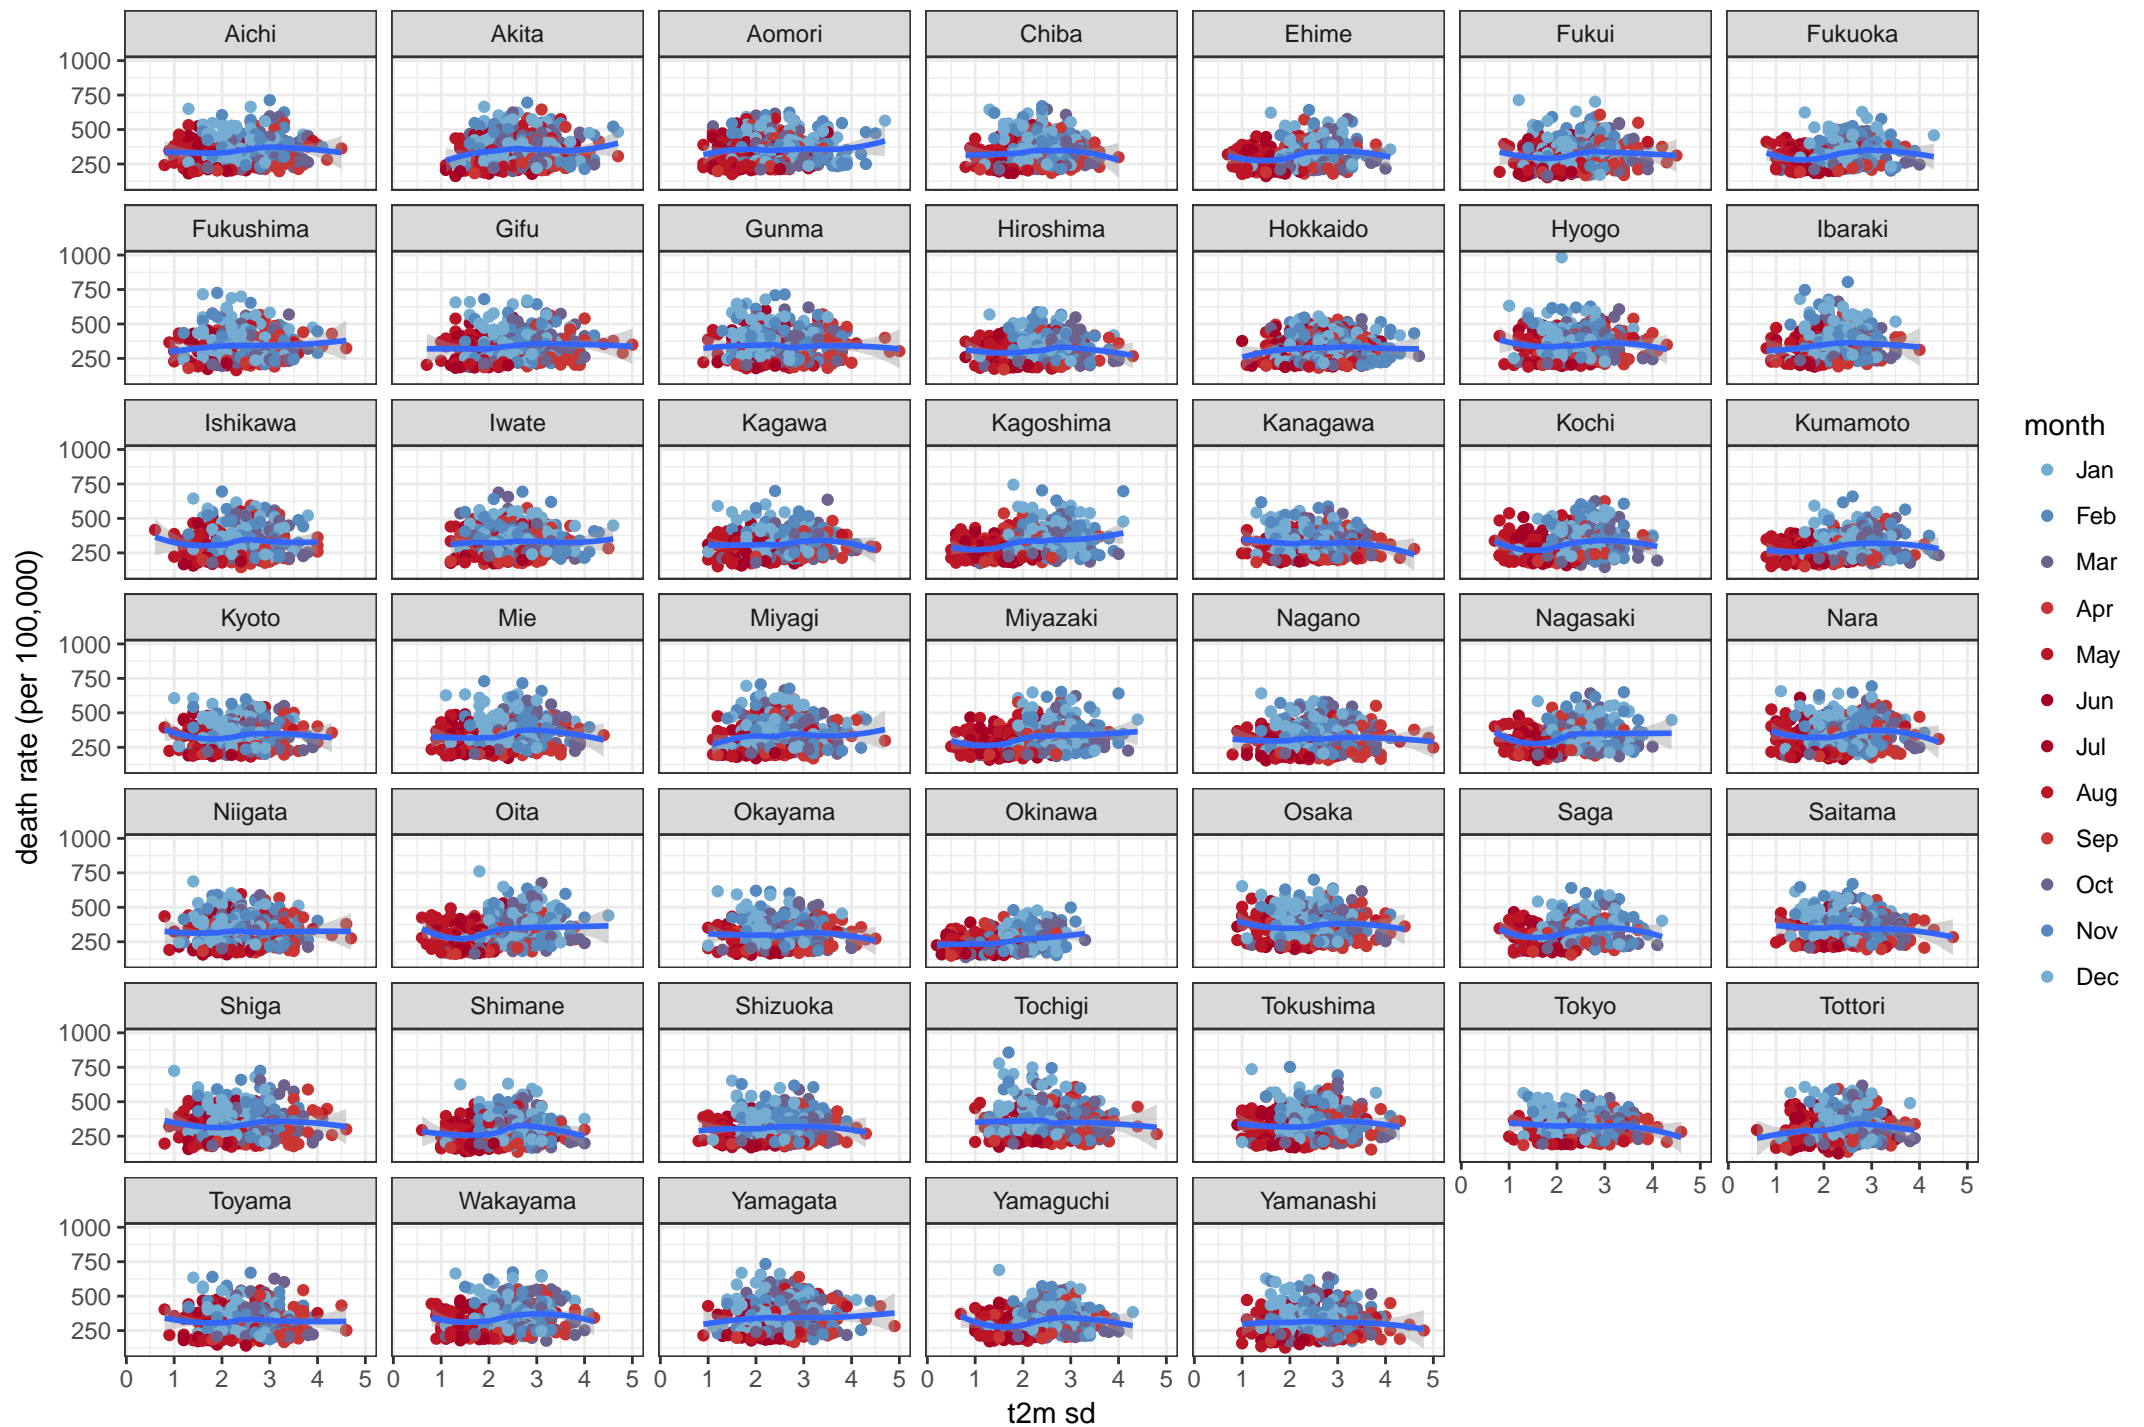 Aichi Akita Aomori Chiba Ehime Fukui Fukuoka
1000
750
500
250
Fukushima Gifu Gunma Hiroshima Hokkaido Hyogo Ibaraki
1000
750
500
250
Ishikawa Iwate Kagawa Kagoshima Kanagawa Kochi Kumamoto
1000
750
500
250
Kyoto Mie Miyagi Miyazaki Nagano Nagasaki Nara
1000
750
500
250
Niigata Oita Okayama Okinawa Osaka Saga Saitama
1000
750
500
250
Shiga Shimane Shizuoka Tochigi Tokushima Tokyo Tottori
1000
750
500
250
0 1 2 3 4 5 0 1 2 3 4 5
Toyama Wakayama Yamagata Yamaguchi Yamanashi
1000
750
500
250
0 1 2 3 4 5 0 1 2 3 4 5 0 1 2 3 4 5 0 1 2 3 4 5 0 1 2 3 4 5
t2m sd
death rate (per 100,000)
month
Jan
Feb
Mar
Apr
May
Jun
Jul
Aug
Sep
Oct
Nov
Dec